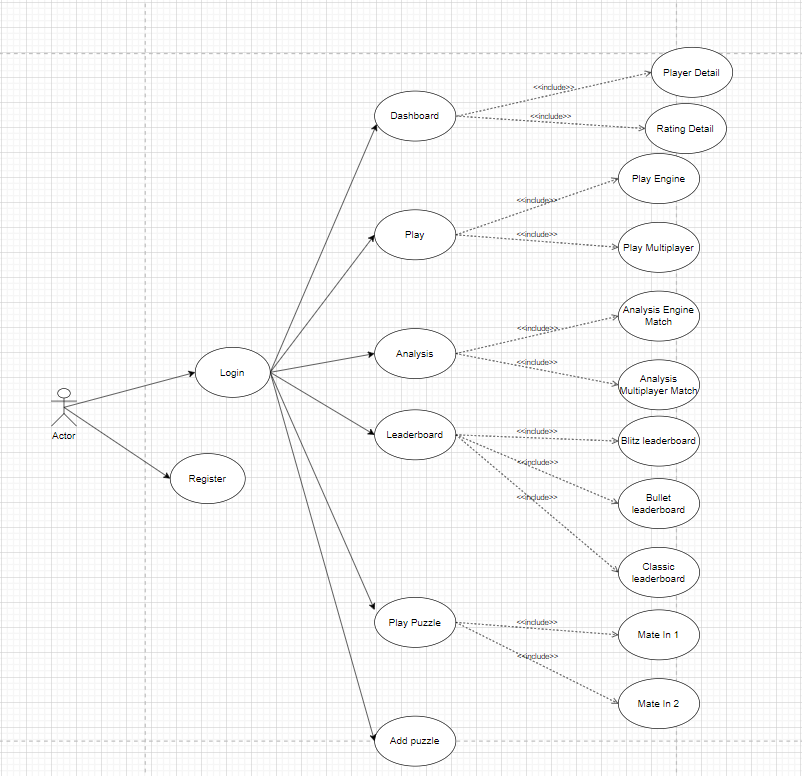 Player Detail
<<include>>
Dashboard
<<include>>
Rating Detail
Play Engine
<<include>>
Play
<<include>>
Play Multiplayer
Analysis Engine
Match
<<include>>
Analysis
<<include>>
Analysis
Multiplayer Match
Login
Actor
Leaderboard
<<include>>
Blitz leaderboard
<<include>>
Bullet
leaderboard
Register
<<include>>
Classic
leaderboard
Play Puzzle
<<include>>
Mate In 1
<<include>>
Mate In 2
Add puzzle